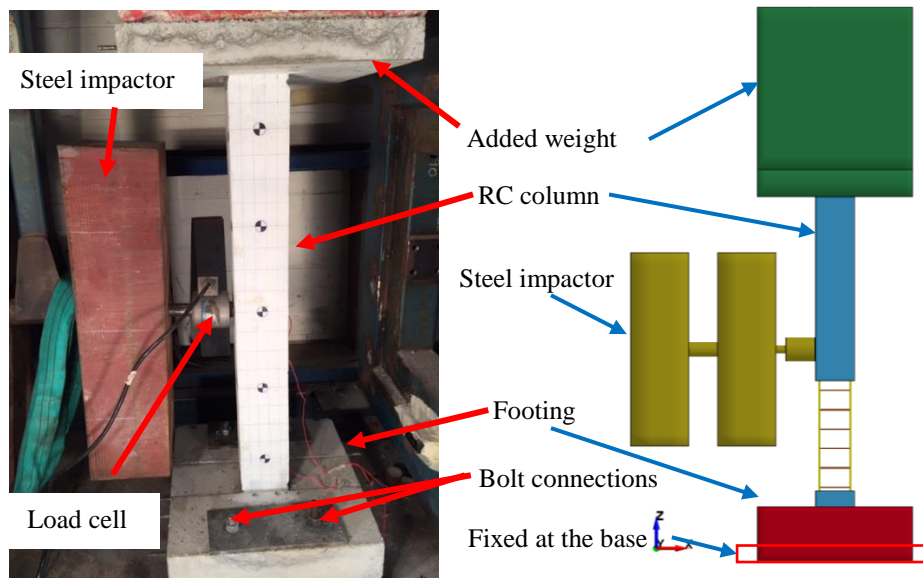 Steel impactor
Added weight
RC column
Steel impactor
Footing
Bolt connections
Load cell
Fixed at the base
Z
Y
X